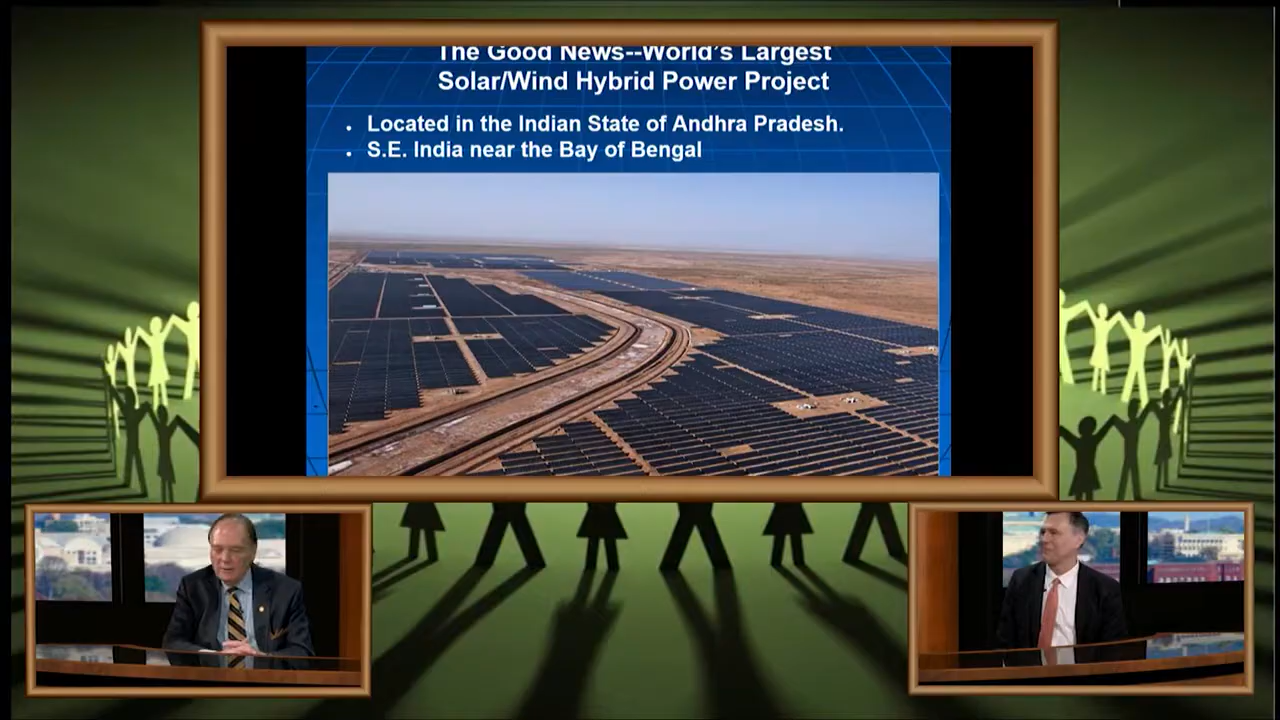 The Good News--World's Largest
Solar/Wind Hybrid Power Project
• Located in the Indian State of Andhra Pradesh.
• S.E. India near the Bay of Bengal